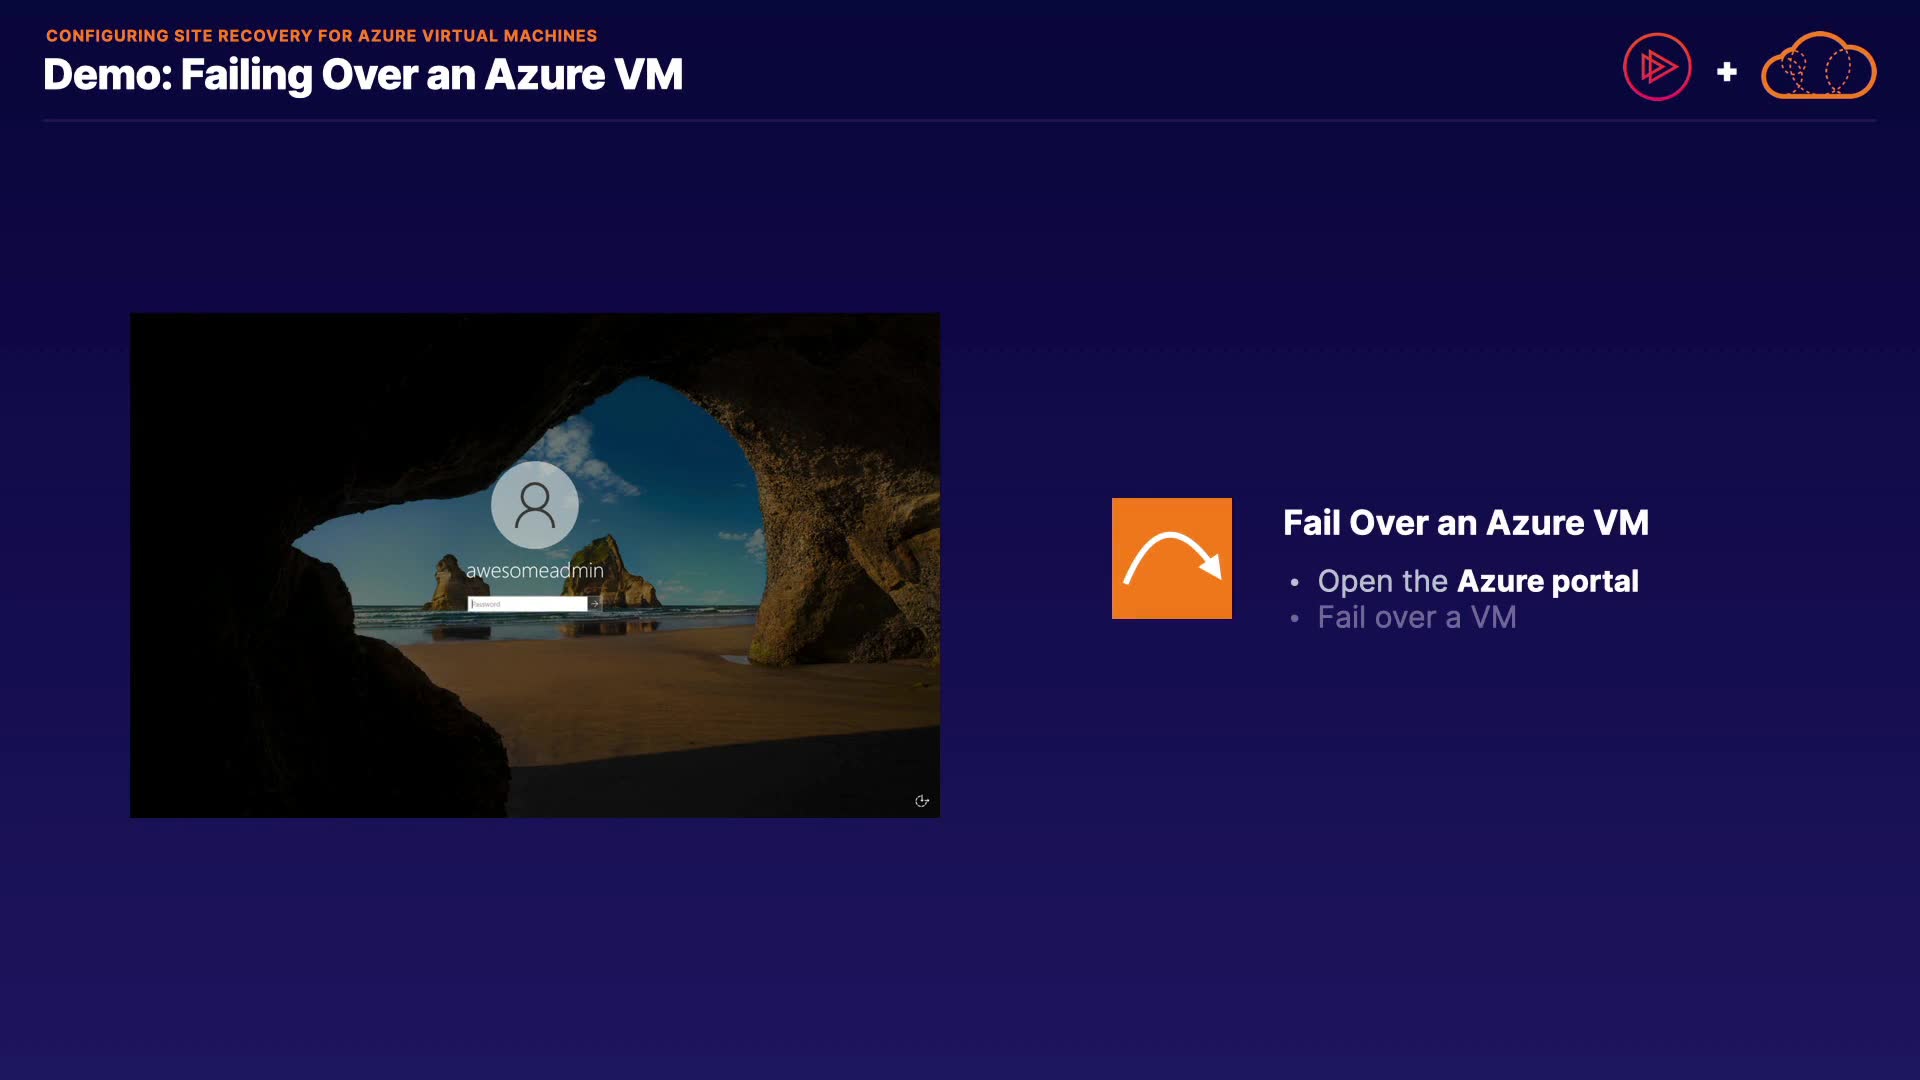 CONFIGURING SITE RECOVERY FOR AZURE VIRTUAL MACHINES
Demo: Failing Over an Azure VM
+
awesomeadmin
Password
Fail Over an Azure VM
• Open the Azure portal
• Fail over a VM